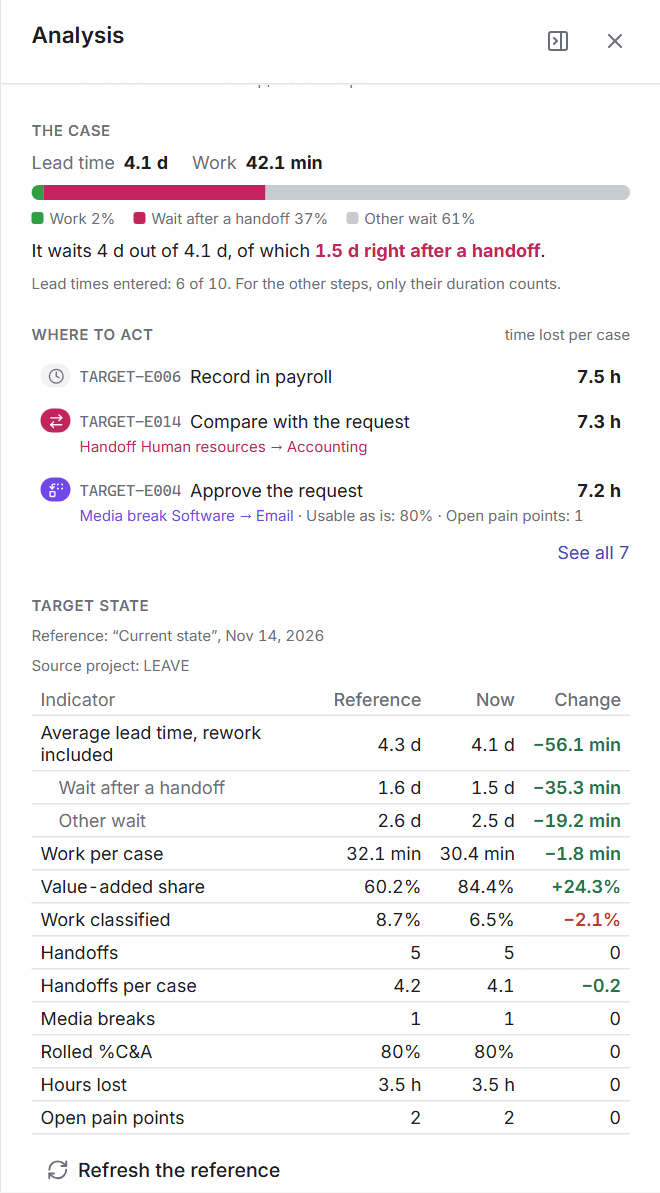 Analysis
THE CASE
Lead time 4.1 d Work 42.1 min
Work 2% Wait after a handoff 37% Other wait 61%
It waits 4 d out of 4.1 d, of which 1.5 d right after a handoff.
Lead times entered: 6 of 10. For the other steps, only their duration counts.
WHERE TO ACT time lost per case
TARGET-E006 Record in payroll 7.5 h
TARGET-E014 Compare with the request 7.3 h
Handoff Human resources → Accounting
TARGET-E004 Approve the request 7.2 h
Media break Software → Email · Usable as is: 80% · Open pain points: 1
See all 7
TARGET STATE
Reference: “Current state”, Nov 14, 2026
Source project: LEAVE
Indicator Reference Now Change
Average lead time, rework
included 4.3 d 4.1 d −56.1 min
Wait after a handoff 1.6 d 1.5 d −35.3 min
Other wait 2.6 d 2.5 d −19.2 min
Work per case 32.1 min 30.4 min −1.8 min
Value-added share 60.2% 84.4% +24.3%
Work classified 8.7% 6.5% −2.1%
Handoffs 5 5 0
Handoffs per case 4.2 4.1 −0.2
Media breaks 1 1 0
Rolled %C&A 80% 80% 0
Hours lost 3.5 h 3.5 h 0
Open pain points 2 2 0
Refresh the reference